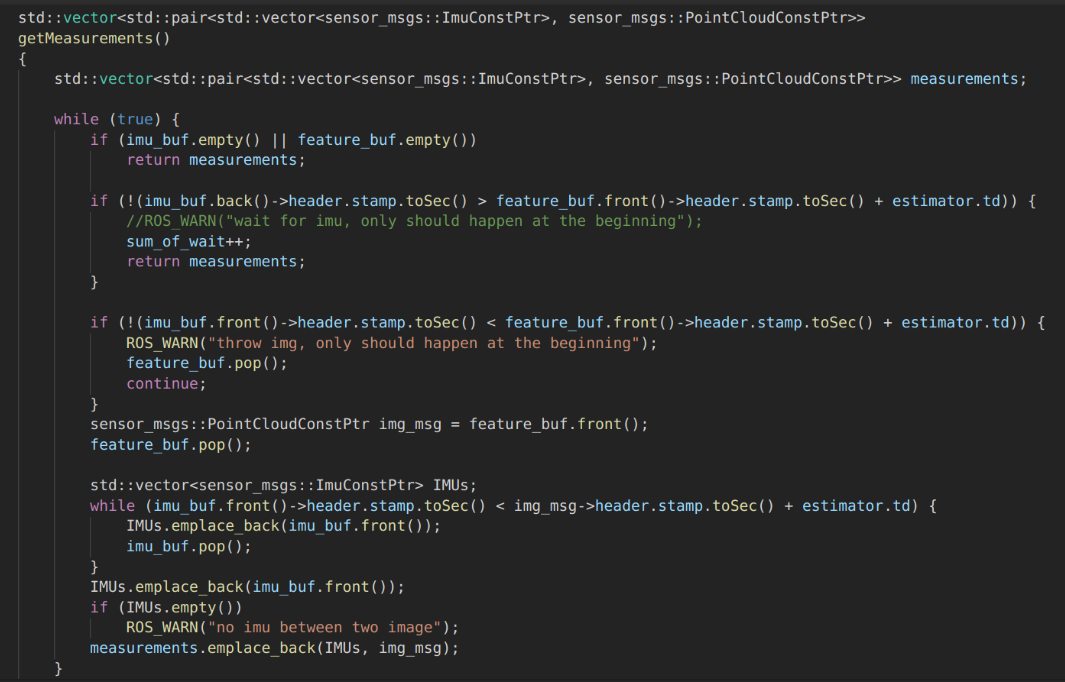 std::vector<std::pair<std::vector<sensor_msgs::ImuConstPtr>, sensor_msgs::PointCloudConstPtr>>
getMeasurements()
{
    std::vector<std::pair<std::vector<sensor_msgs::ImuConstPtr>, sensor_msgs::PointCloudConstPtr>> measurements;

    while (true) {
        if (imu_buf.empty() || feature_buf.empty())
            return measurements;

        if (!(imu_buf.back()->header.stamp.toSec() > feature_buf.front()->header.stamp.toSec() + estimator.td)) {
            //ROS_WARN("wait for imu, only should happen at the beginning");
            sum_of_wait++;
            return measurements;
        }

        if (!(imu_buf.front()->header.stamp.toSec() < feature_buf.front()->header.stamp.toSec() + estimator.td)) {
            ROS_WARN("throw img, only should happen at the beginning");
            feature_buf.pop();
            continue;
        }
        sensor_msgs::PointCloudConstPtr img_msg = feature_buf.front();
        feature_buf.pop();

        std::vector<sensor_msgs::ImuConstPtr> IMUs;
        while (imu_buf.front()->header.stamp.toSec() < img_msg->header.stamp.toSec() + estimator.td) {
            IMUs.emplace_back(imu_buf.front());
            imu_buf.pop();
        }
        IMUs.emplace_back(imu_buf.front());
        if (IMUs.empty())
            ROS_WARN("no imu between two image");
        measurements.emplace_back(IMUs, img_msg);
    }